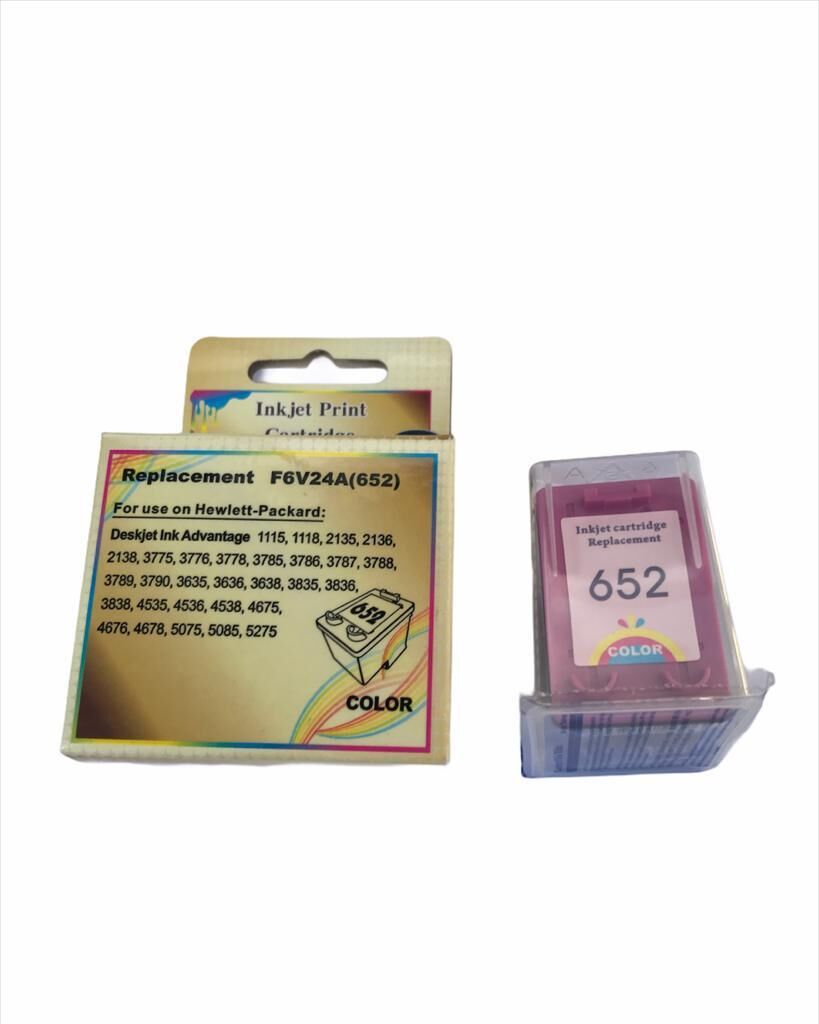 Inkjet Print
Cartridge
Replacement F6V24A(652)
For use on Hewlett-Packard:
Deskjet Ink Advantage 1115, 1118, 2135, 2136,
2138, 3775, 3776, 3778, 3785, 3786, 3787, 3788,
3789, 3790, 3635, 3636, 3638, 3835, 3836,
3838, 4535, 4536, 4538, 4675,
4676, 4678, 5075, 5085, 5275
652
COLOR
Inkjet cartridge
Replacement
652
COLOR